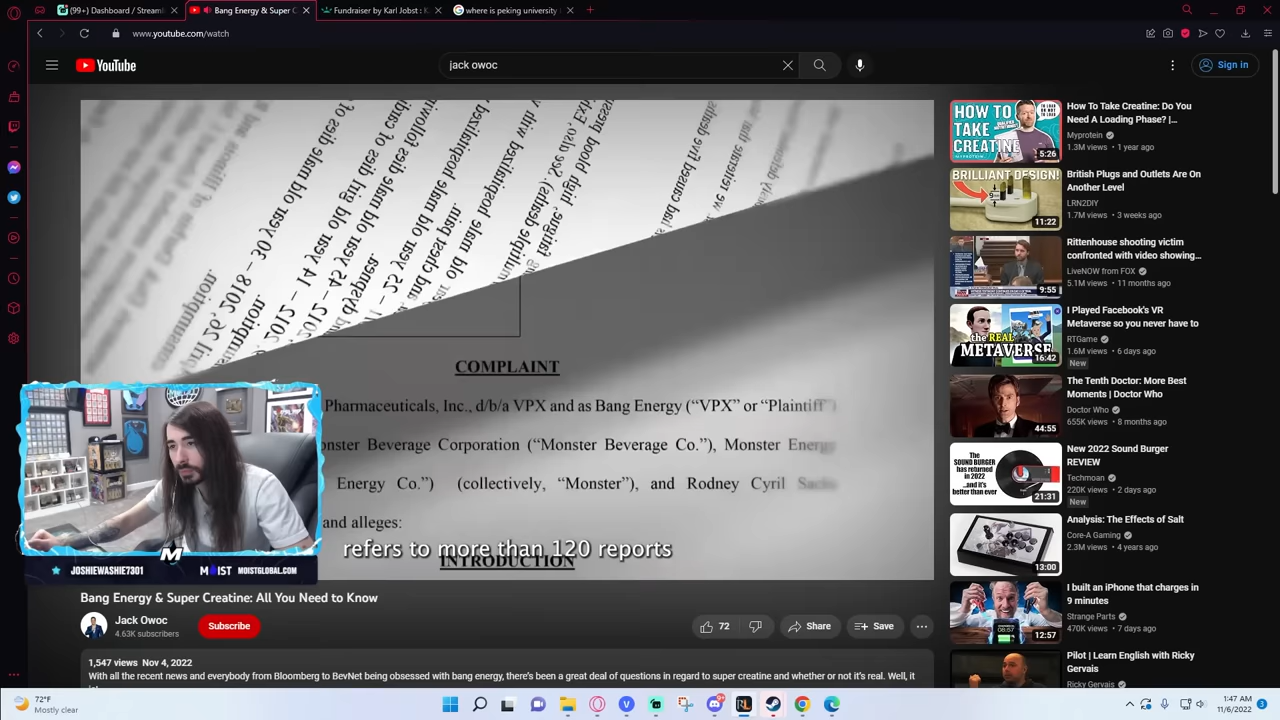 (99+) Dashboard / Streaml
Bang Energy & Super C
Fundraiser by Karl Jobst : K
where is peking university
www.youtube.com/watch
YouTube
jack owoc
Sign in
COMPLAINT
Pharmaceuticals, Inc., d/b/a VPX and as Bang Energy (“VPX” or “Plaintiff”)
Monster Beverage Corporation (“Monster Beverage Co.”), Monster Energy
Energy Co.”) (collectively, “Monster”), and Rodney Cyril Sacks
and alleges:
INTRODUCTION
refers to more than 120 reports
JOSHIEWASHIE7301
MOIST
MOISTGLOBAL.COM
Bang Energy & Super Creatine: All You Need to Know
Jack Owoc
4.63K subscribers
Subscribe
72
Share
Save
1,547 views Nov 4, 2022
With all the recent news and everybody from Bloomberg to BevNet being obsessed with bang energy, there's been a great deal of questions in regard to super creatine and whether or not it's real. Well, it
HOW TO
TAKE
CREATINE
MYPROTEIN
5:26
How To Take Creatine: Do You
Need A Loading Phase? |...
Myprotein
1.3M views • 1 year ago
BRILLIANT DESIGN!
11:22
British Plugs and Outlets Are On
Another Level
LRN2DIY
1.7M views • 3 weeks ago
9:55
Rittenhouse shooting victim
confronted with video showing...
LiveNOW from FOX
5.1M views • 11 months ago
the REAL
METAVERSE
16:42
I Played Facebook's VR
Metaverse so you never have to
RTGame
1.6M views • 6 days ago
New
44:55
The Tenth Doctor: More Best
Moments | Doctor Who
Doctor Who
655K views • 8 months ago
The
SOUND BURGER
has returned
in 2022
...and it's
better than ever
21:31
New 2022 Sound Burger
REVIEW
Techmoan
220K views • 2 days ago
New
13:00
Analysis: The Effects of Salt
Core-A Gaming
2.3M views • 4 years ago
12:57
I built an iPhone that charges in
9 minutes
Strange Parts
470K views • 7 days ago
Pilot | Learn English with Ricky
Gervais
Ricky Gervais
72°F
Mostly clear
1:47 AM
11/6/2022
3